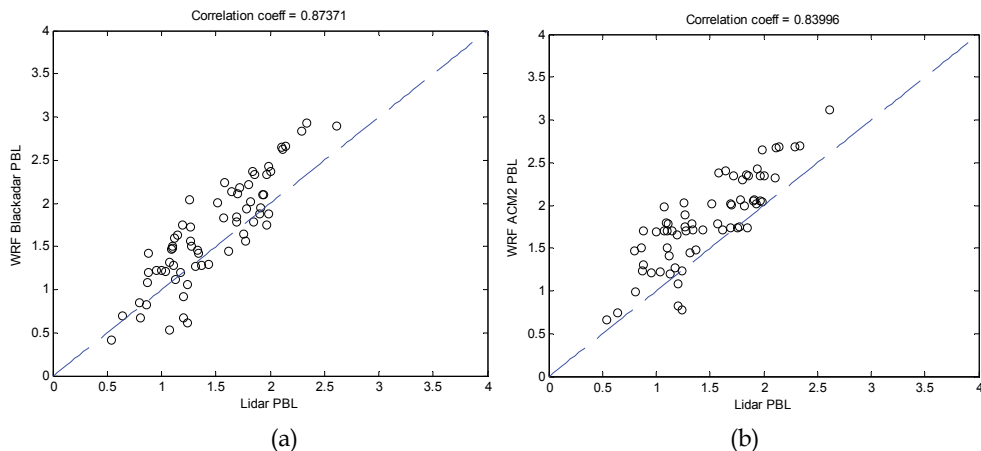 Correlation coeff = 0.87371
4
3.5
3
2.5
2
1.5
1
0.5
0
WRF Blackadar PBL
0 0.5 1 1.5 2 2.5 3 3.5 4
Lidar PBL
(a)
Correlation coeff = 0.83996
4
3.5
3
2.5
2
1.5
1
0.5
0
WRF ACM2 PBL
0 0.5 1 1.5 2 2.5 3 3.5 4
Lidar PBL
(b)